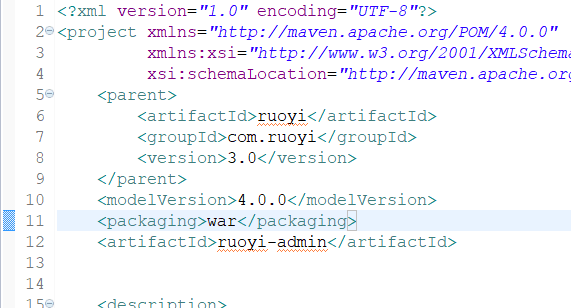 1 <?xml version="1.0" encoding="UTF-8"?>
2 <project xmlns="http://maven.apache.org/POM/4.0.0"
3 xmlns:xsi="http://www.w3.org/2001/XMLSchema
4 xsi:schemaLocation="http://maven.apache.org
5 <parent>
6 <artifactId>ruoyi</artifactId>
7 <groupId>com.ruoyi</groupId>
8 <version>3.0</version>
9 </parent>
10 <modelVersion>4.0.0</modelVersion>
11 <packaging>war</packaging>
12 <artifactId>ruoyi-admin</artifactId>
13
14
15 <description>